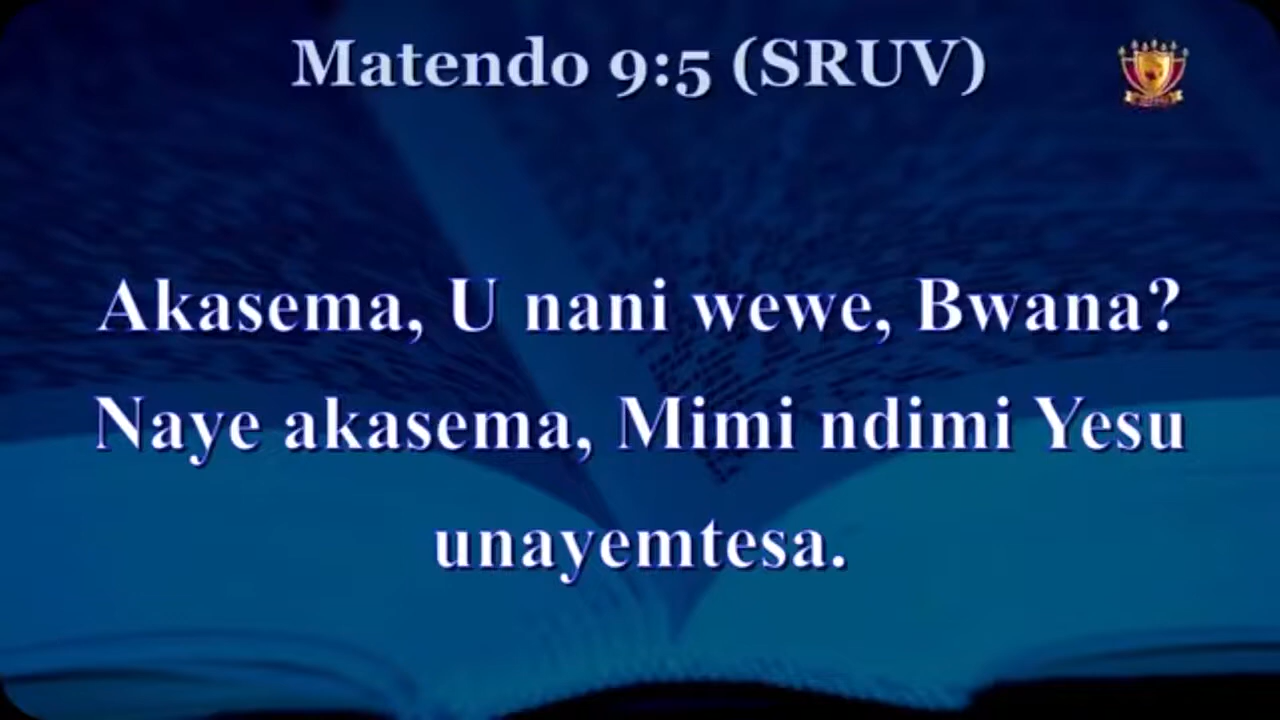 Matendo 9:5 (SRUV)
Akasema, U nani wewe, Bwana?
Naye akasema, Mimi ndimi Yesu
unayemtesa.